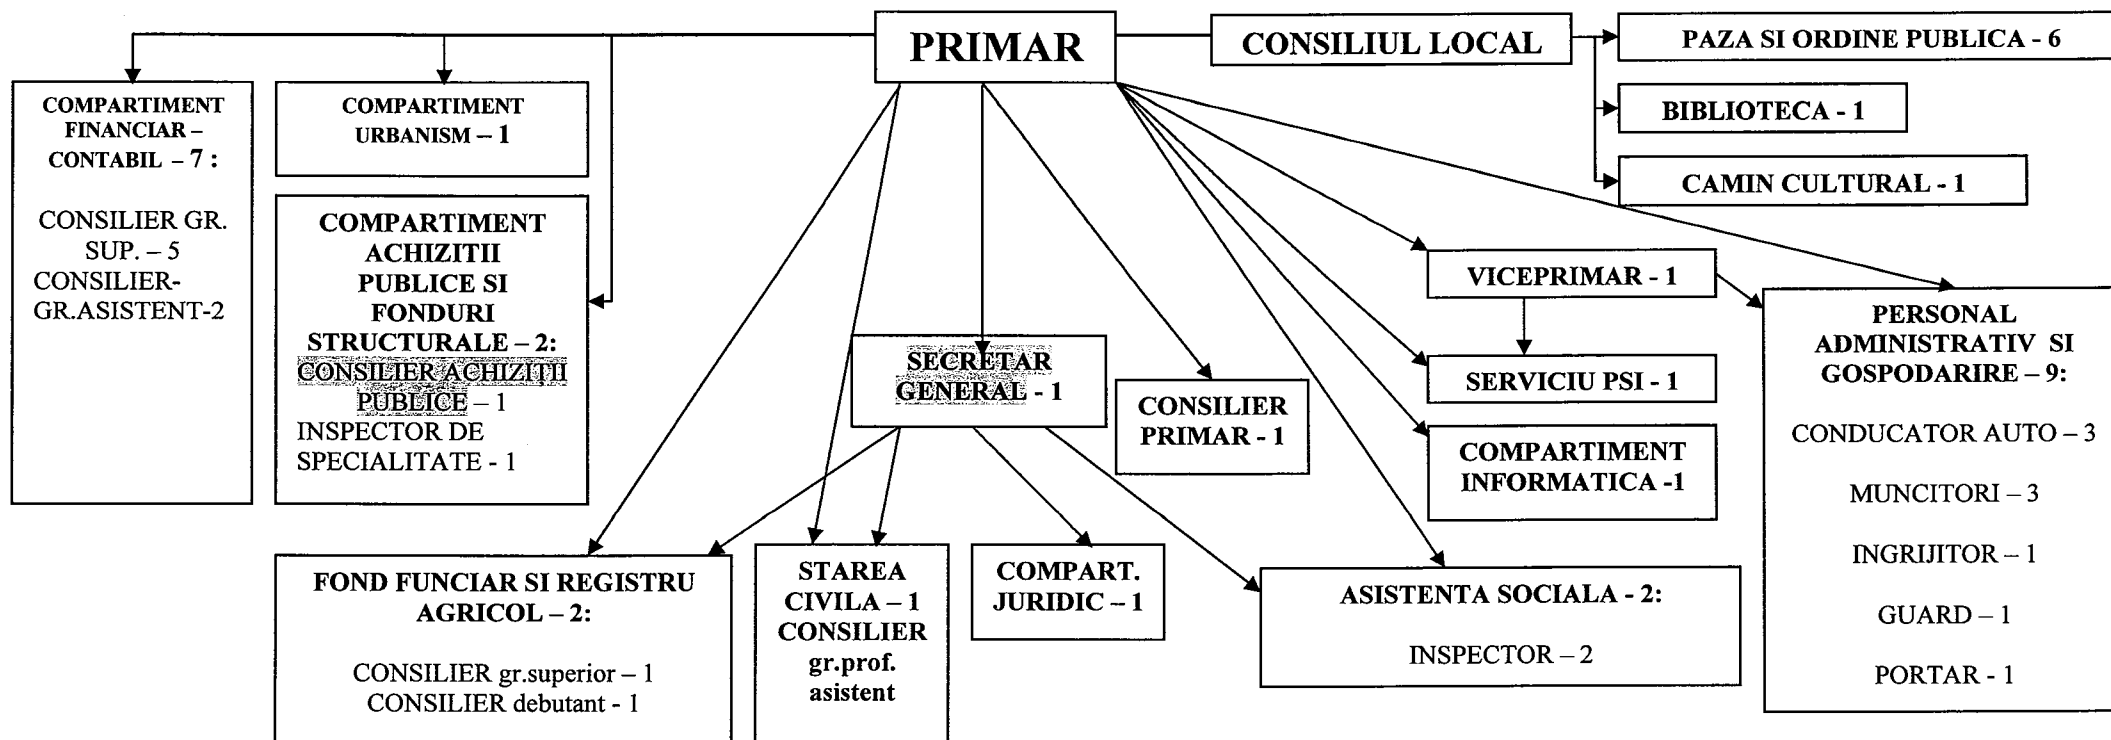 PRIMAR
CONSILIUL LOCAL
PAZA SI ORDINE PUBLICA - 6
BIBLIOTECA - 1
CAMIN CULTURAL - 1
COMPARTIMENT
FINANCIAR –
CONTABIL – 7 :
CONSILIER GR.
SUP. – 5
CONSILIER-
GR.ASISTENT-2
COMPARTIMENT
URBANISM – 1
COMPARTIMENT
ACHIZITII
PUBLICE SI
FONDURI
STRUCTURALE – 2:
CONSILIER ACHIZIŢII
PUBLICE – 1
INSPECTOR DE
SPECIALITATE - 1
SECRETAR
GENERAL - 1
CONSILIER
PRIMAR - 1
VICEPRIMAR - 1
SERVICIU PSI - 1
COMPARTIMENT
INFORMATICA -1
PERSONAL
ADMINISTRATIV SI
GOSPODARIRE – 9:
CONDUCATOR AUTO – 3
MUNCITORI – 3
INGRIJITOR – 1
GUARD – 1
PORTAR - 1
FOND FUNCIAR SI REGISTRU
AGRICOL – 2:
CONSILIER gr.superior – 1
CONSILIER debutant - 1
STAREA
CIVILA – 1
CONSILIER
gr.prof.
asistent
COMPART.
JURIDIC – 1
ASISTENTA SOCIALA - 2:
INSPECTOR – 2